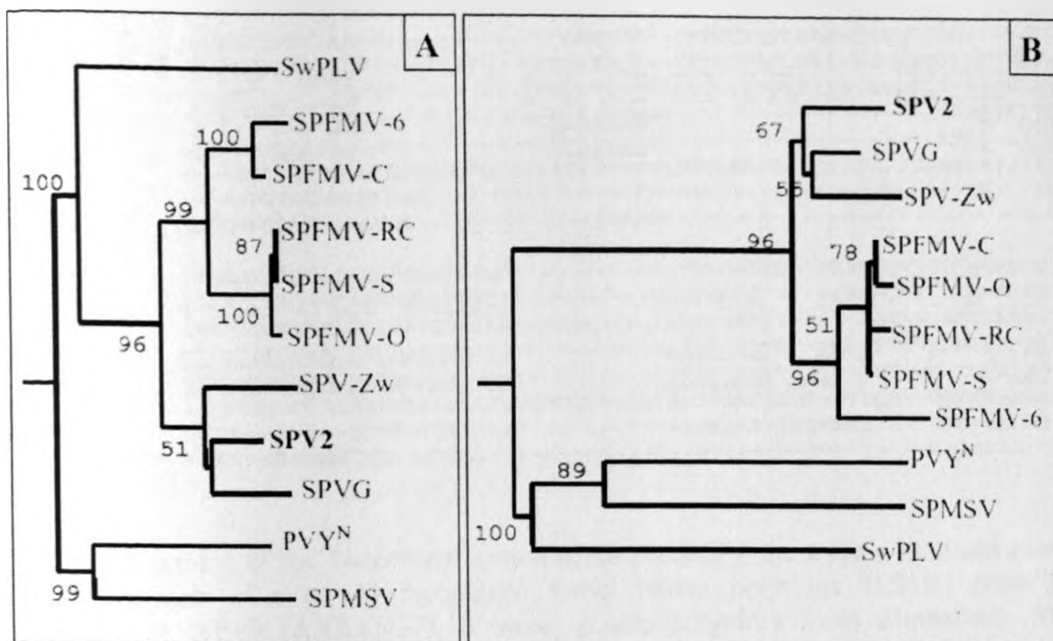 A
SwPLV
SPFMV-6
100
SPFMV-C
100
99
SPFMV-RC
87
SPFMV-S
100
SPFMV-O
96
SPV-Zw
SPV2
51
SPVG
PVYᴺ
99
SPMSV
B
SPV2
67
SPVG
56
SPV-Zw
96
SPFMV-C
78
SPFMV-O
51
SPFMV-RC
96
SPFMV-S
SPFMV-6
PVYᴺ
89
SPMSV
100
SwPLV